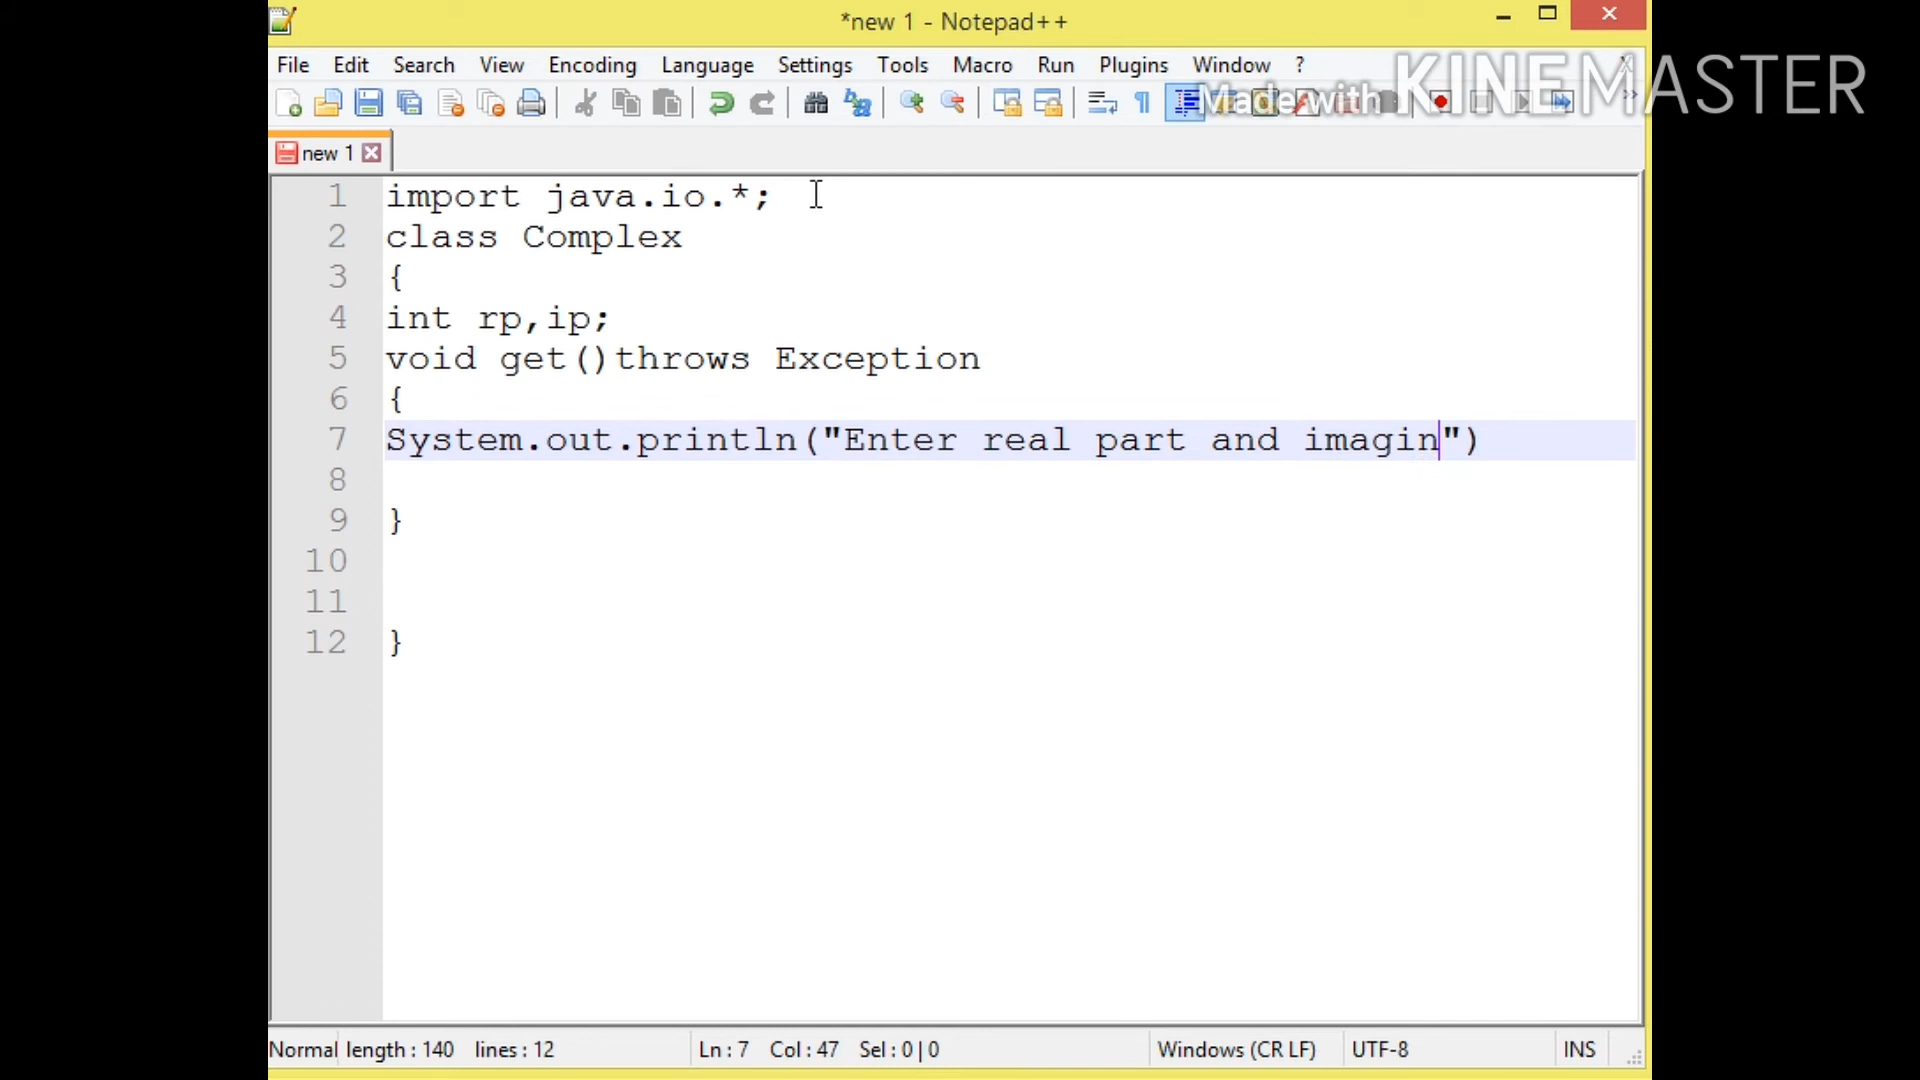 *new 1 - Notepad++
File Edit Search View Encoding Language Settings Tools Macro Run Plugins Window ?
Made with KINEMASTER
new 1
1 import java.io.*;
2 class Complex
3 {
4 int rp,ip;
5 void get()throws Exception
6 {
7 System.out.println("Enter real part and imagin")
8
9 }
10
11
12 }
Normal length : 140 lines : 12 Ln : 7 Col : 47 Sel : 0 | 0 Windows (CR LF) UTF-8 INS